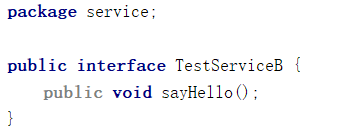 package service;
public interface TestServiceB {
    public void sayHello();
}